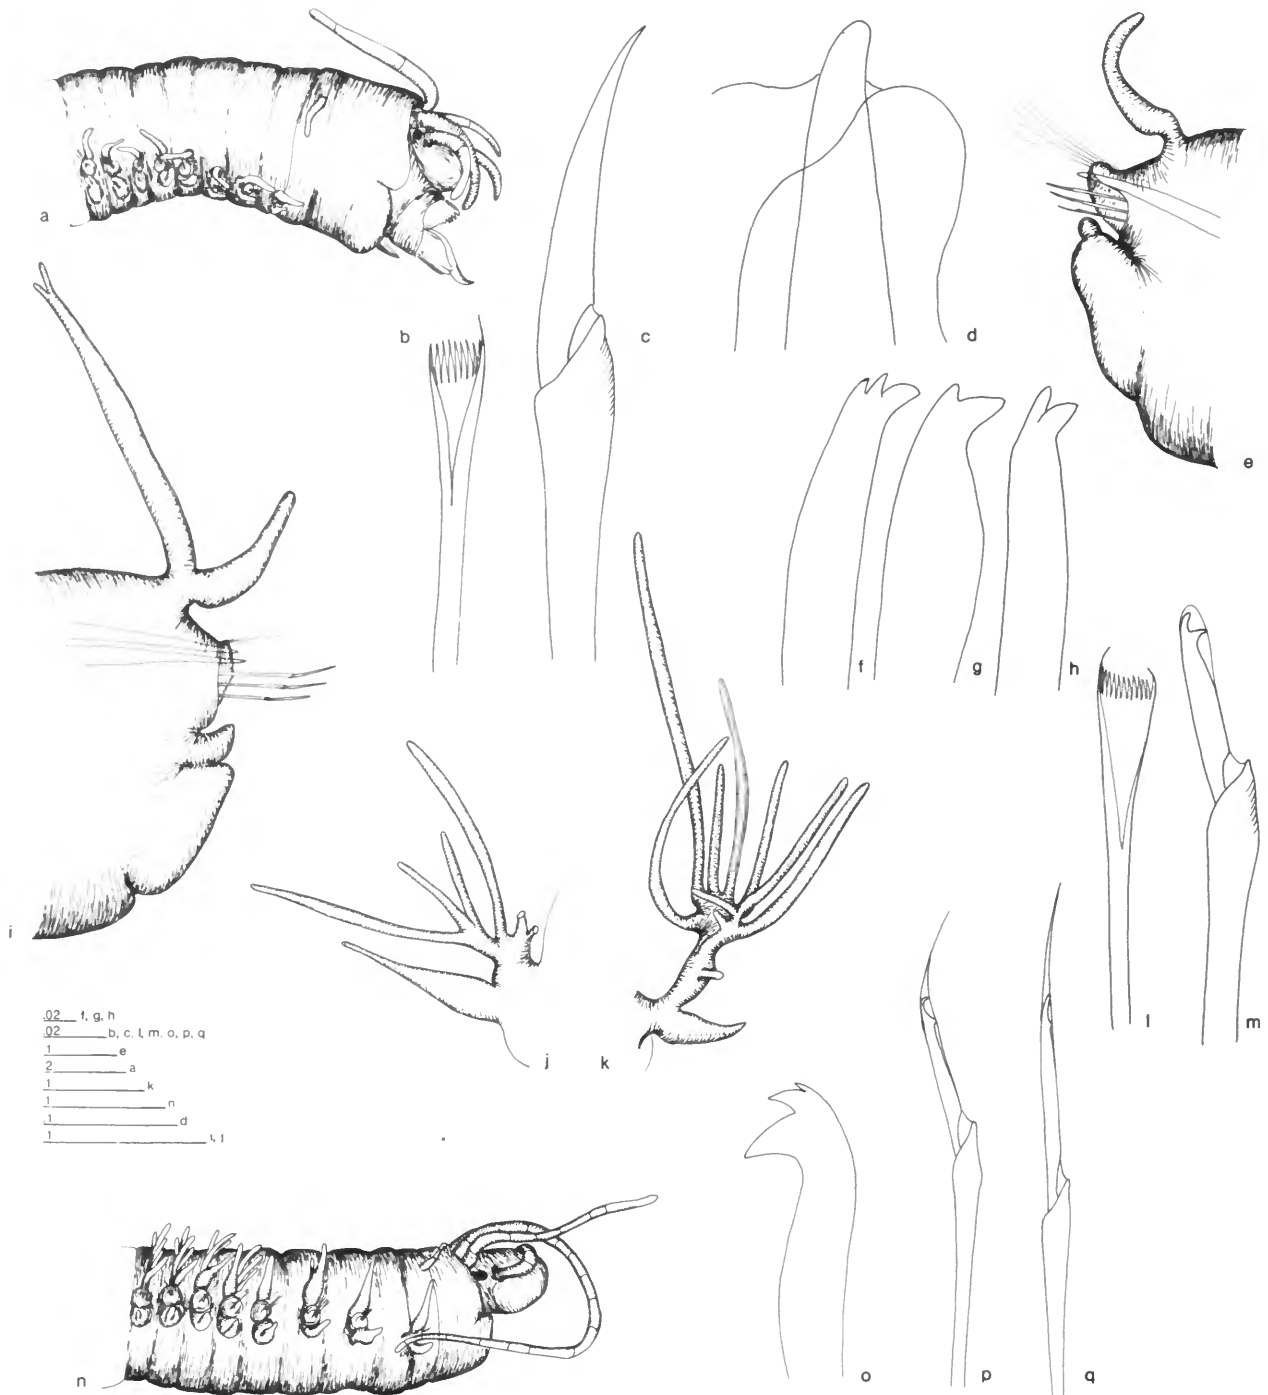 a
b
c
d
e
f
g
h
i
j
k
l
m
.02 f, g, h
.02 b, c, l, m, o, p, q
1 e
2 a
1 k
1 n
.1 d
1 i, j
n
o
p
q